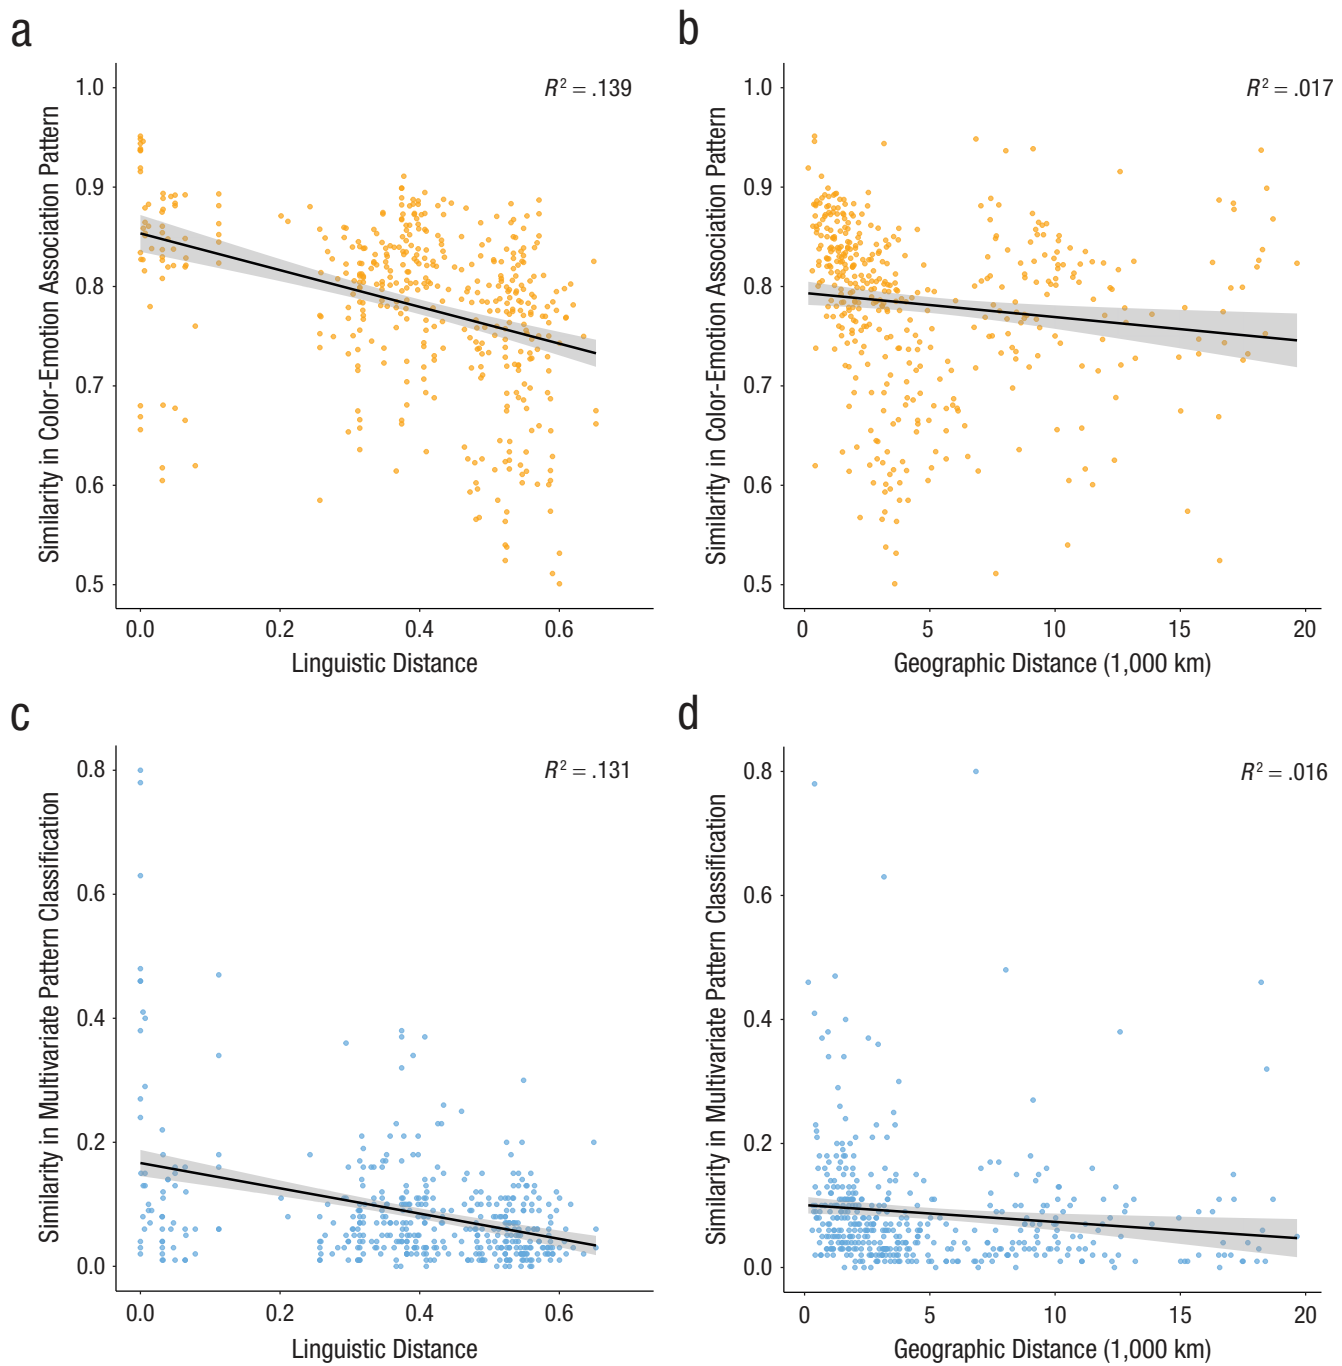 a
R² = .139
Similarity in Color-Emotion Association Pattern
1.0
0.9
0.8
0.7
0.6
0.5
0.0 0.2 0.4 0.6
Linguistic Distance
b
R² = .017
Similarity in Color-Emotion Association Pattern
1.0
0.9
0.8
0.7
0.6
0.5
0 5 10 15 20
Geographic Distance (1,000 km)
c
R² = .131
Similarity in Multivariate Pattern Classification
0.8
0.6
0.4
0.2
0.0
0.0 0.2 0.4 0.6
Linguistic Distance
d
R² = .016
Similarity in Multivariate Pattern Classification
0.8
0.6
0.4
0.2
0.0
0 5 10 15 20
Geographic Distance (1,000 km)